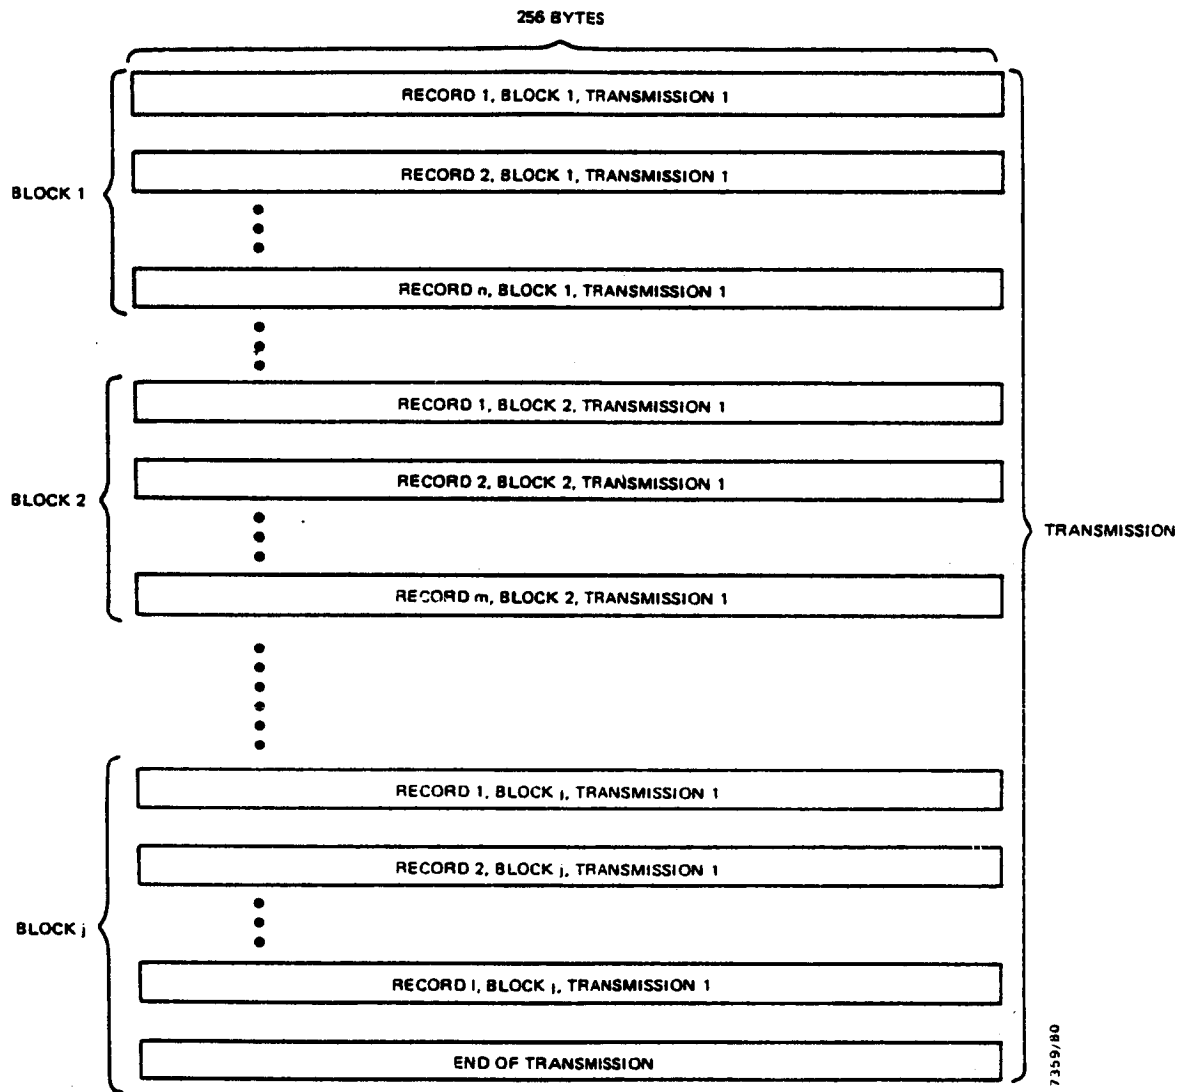 256 BYTES
RECORD 1, BLOCK 1, TRANSMISSION 1
RECORD 2, BLOCK 1, TRANSMISSION 1
BLOCK 1
RECORD n, BLOCK 1, TRANSMISSION 1
RECORD 1, BLOCK 2, TRANSMISSION 1
RECORD 2, BLOCK 2, TRANSMISSION 1
BLOCK 2
TRANSMISSION
RECORD m, BLOCK 2, TRANSMISSION 1
RECORD 1, BLOCK j, TRANSMISSION 1
RECORD 2, BLOCK j, TRANSMISSION 1
BLOCK j
RECORD l, BLOCK j, TRANSMISSION 1
END OF TRANSMISSION
7359/80